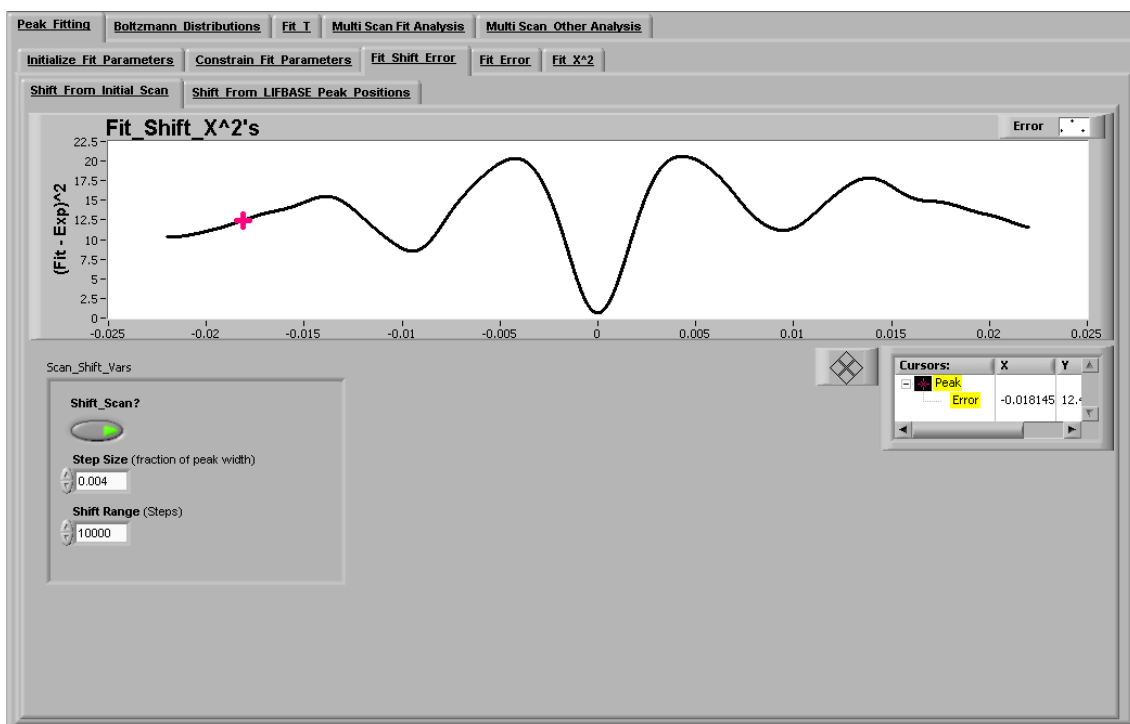 Peak Fitting Boltzmann Distributions Fit T Multi Scan Fit Analysis Multi Scan Other Analysis
Initialize Fit Parameters Constrain Fit Parameters Fit Shift Error Fit Error Fit X^2
Shift From Initial Scan Shift From LIFBASE Peak Positions
Fit_Shift_X^2's
Error
(Fit - Exp)^2
22.5
20
17.5
15
12.5
10
7.5
5
2.5
0
-0.025 -0.02 -0.015 -0.01 -0.005 0 0.005 0.01 0.015 0.02 0.025
Scan_Shift_Vars
Shift_Scan?
Step Size (fraction of peak width)
0.004
Shift Range (Steps)
10000
Cursors: X Y
Peak
Error -0.018145 12.4